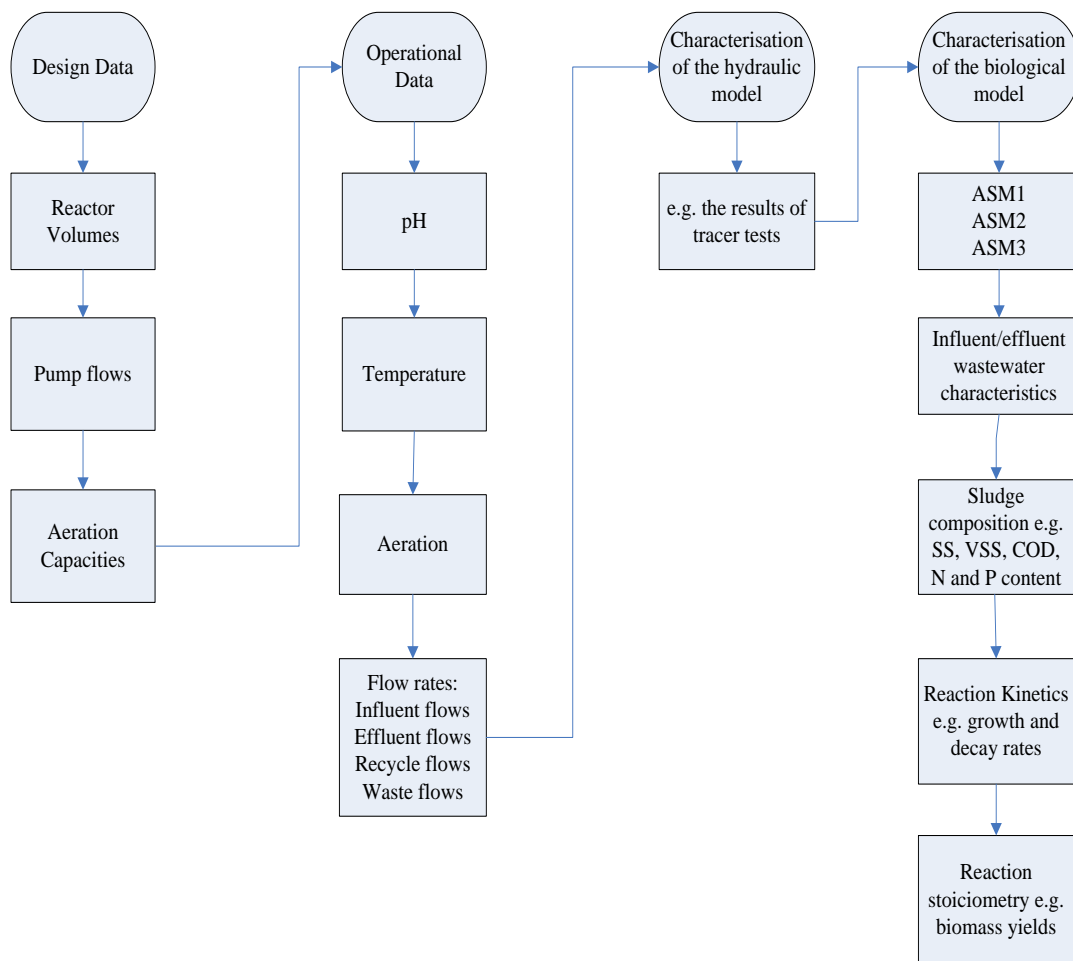 Design Data
Reactor
Volumes
Pump flows
Aeration
Capacities
Operational
Data
pH
Temperature
Aeration
Flow rates:
Influent flows
Effluent flows
Recycle flows
Waste flows
Characterisation
of the hydraulic
model
e.g. the results of
tracer tests
Characterisation
of the biological
model
ASM1
ASM2
ASM3
Influent/effluent
wastewater
characteristics
Sludge
composition e.g.
SS, VSS, COD,
N and P content
Reaction Kinetics
e.g. growth and
decay rates
Reaction
stoiciometry e.g.
biomass yields